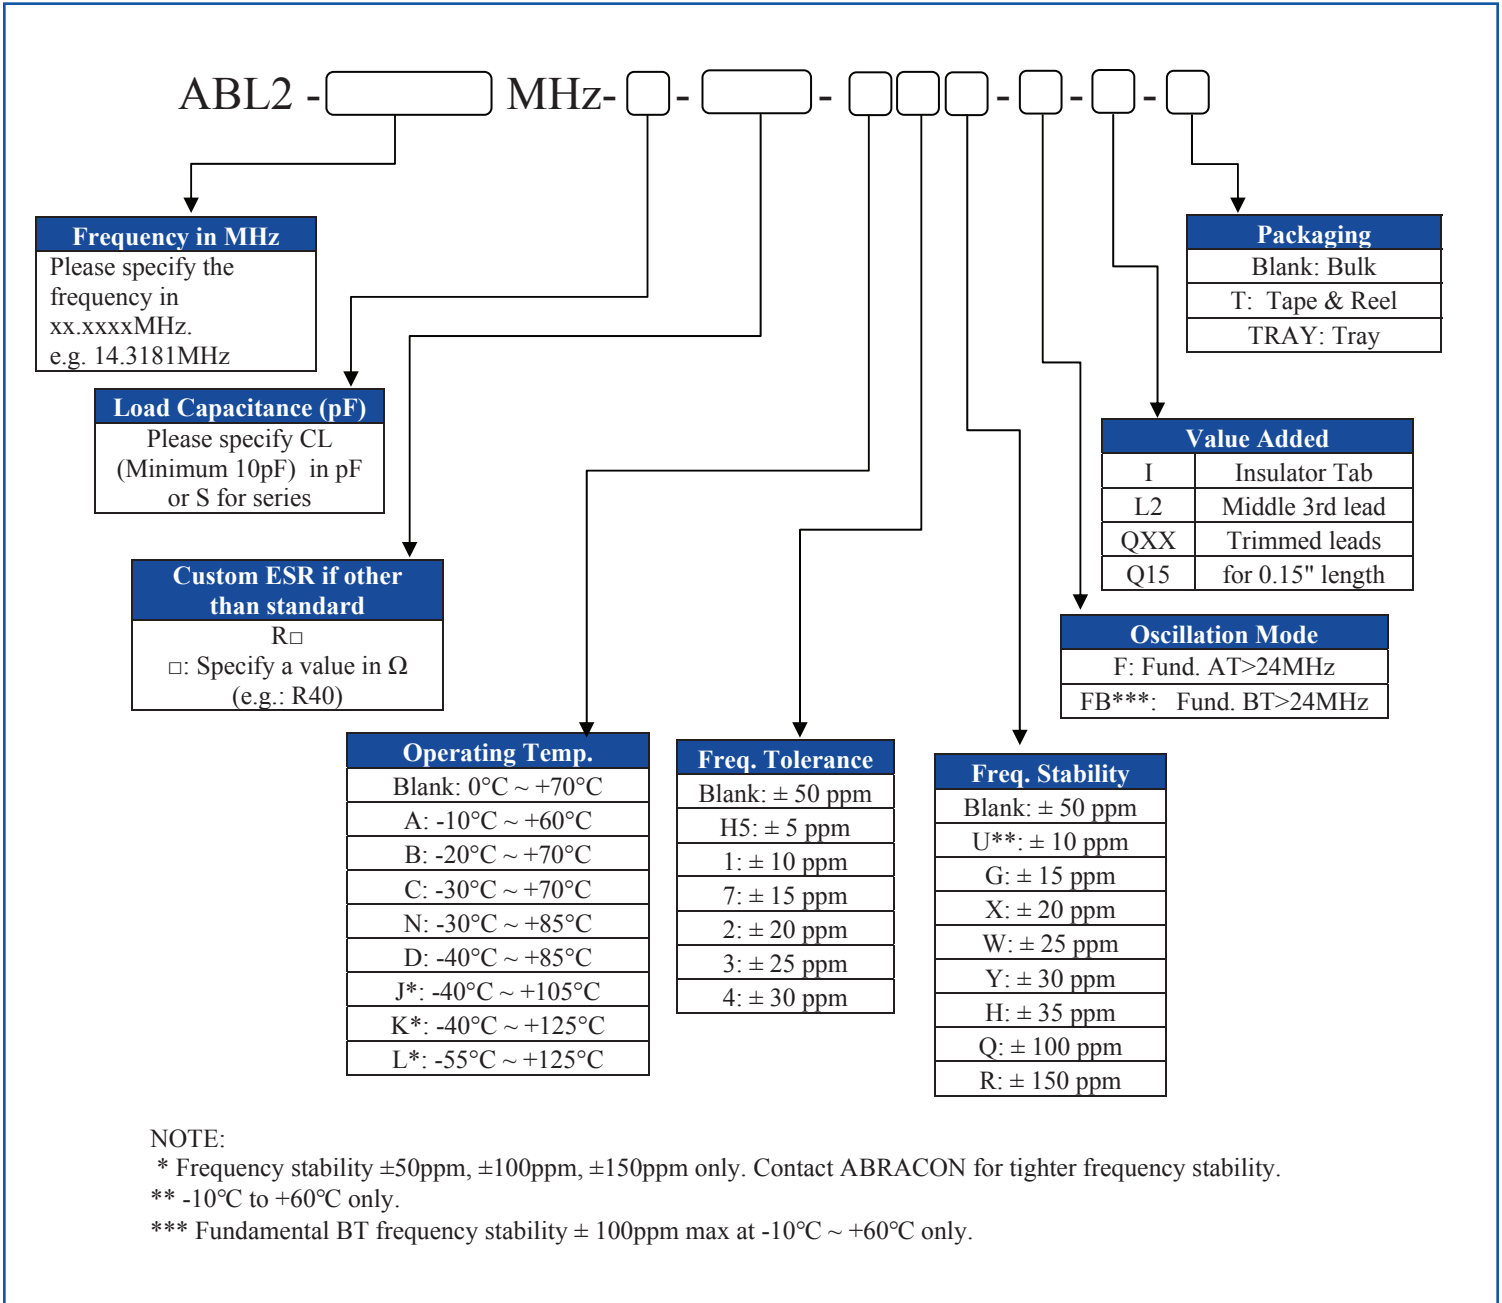 ABL2 - MHz- - - - - -
Frequency in MHz
Please specify the
frequency in
xx.xxxxMHz.
e.g. 14.3181MHz
Load Capacitance (pF)
Please specify CL
(Minimum 10pF) in pF
or S for series
Custom ESR if other
than standard
R□
□: Specify a value in Ω
(e.g.: R40)
Operating Temp.
Blank: 0°C ~ +70°C
A: -10°C ~ +60°C
B: -20°C ~ +70°C
C: -30°C ~ +70°C
N: -30°C ~ +85°C
D: -40°C ~ +85°C
J*: -40°C ~ +105°C
K*: -40°C ~ +125°C
L*: -55°C ~ +125°C
Freq. Tolerance
Blank: ± 50 ppm
H5: ± 5 ppm
1: ± 10 ppm
7: ± 15 ppm
2: ± 20 ppm
3: ± 25 ppm
4: ± 30 ppm
Freq. Stability
Blank: ± 50 ppm
U**: ± 10 ppm
G: ± 15 ppm
X: ± 20 ppm
W: ± 25 ppm
Y: ± 30 ppm
H: ± 35 ppm
Q: ± 100 ppm
R: ± 150 ppm
Oscillation Mode
F: Fund. AT>24MHz
FB***: Fund. BT>24MHz
Value Added
I Insulator Tab
L2 Middle 3rd lead
QXX Trimmed leads
Q15 for 0.15" length
Packaging
Blank: Bulk
T: Tape & Reel
TRAY: Tray
NOTE:
* Frequency stability ±50ppm, ±100ppm, ±150ppm only. Contact ABRACON for tighter frequency stability.
** -10℃ to +60℃ only.
*** Fundamental BT frequency stability ± 100ppm max at -10℃ ~ +60℃ only.